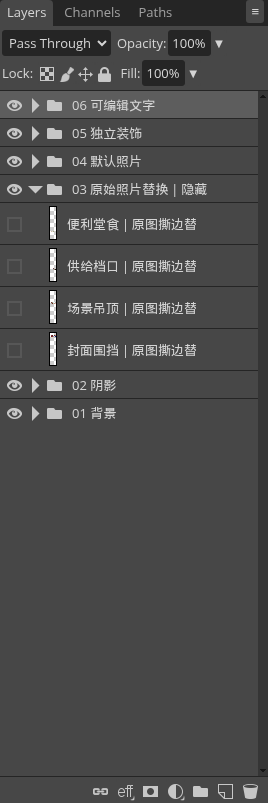 Layers Channels Paths
Pass Through Opacity: 100%
Lock: Fill: 100%
06 可编辑文字
05 独立装饰
04 默认照片
03 原始照片替换 | 隐藏
便利堂食 | 原图撕边替
供给档口 | 原图撕边替
场景吊顶 | 原图撕边替
封面围挡 | 原图撕边替
02 阴影
01 背景
eff